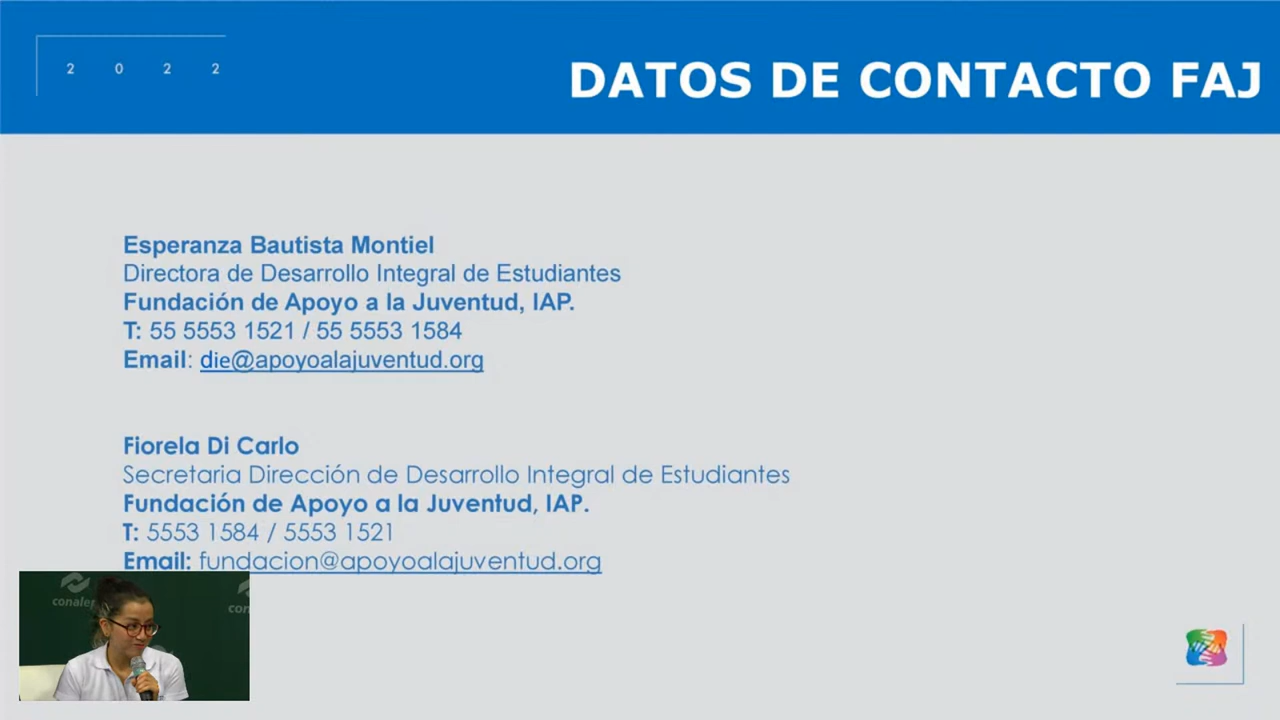 2 0 2 2
DATOS DE CONTACTO FAJ
Esperanza Bautista Montiel
Directora de Desarrollo Integral de Estudiantes
Fundación de Apoyo a la Juventud, IAP.
T: 55 5553 1521 / 55 5553 1584
Email: die@apoyoalajuventud.org
Fiorela Di Carlo
Secretaria Dirección de Desarrollo Integral de Estudiantes
Fundación de Apoyo a la Juventud, IAP.
T: 5553 1584 / 5553 1521
Email: fundacion@apoyoalajuventud.org
conalep